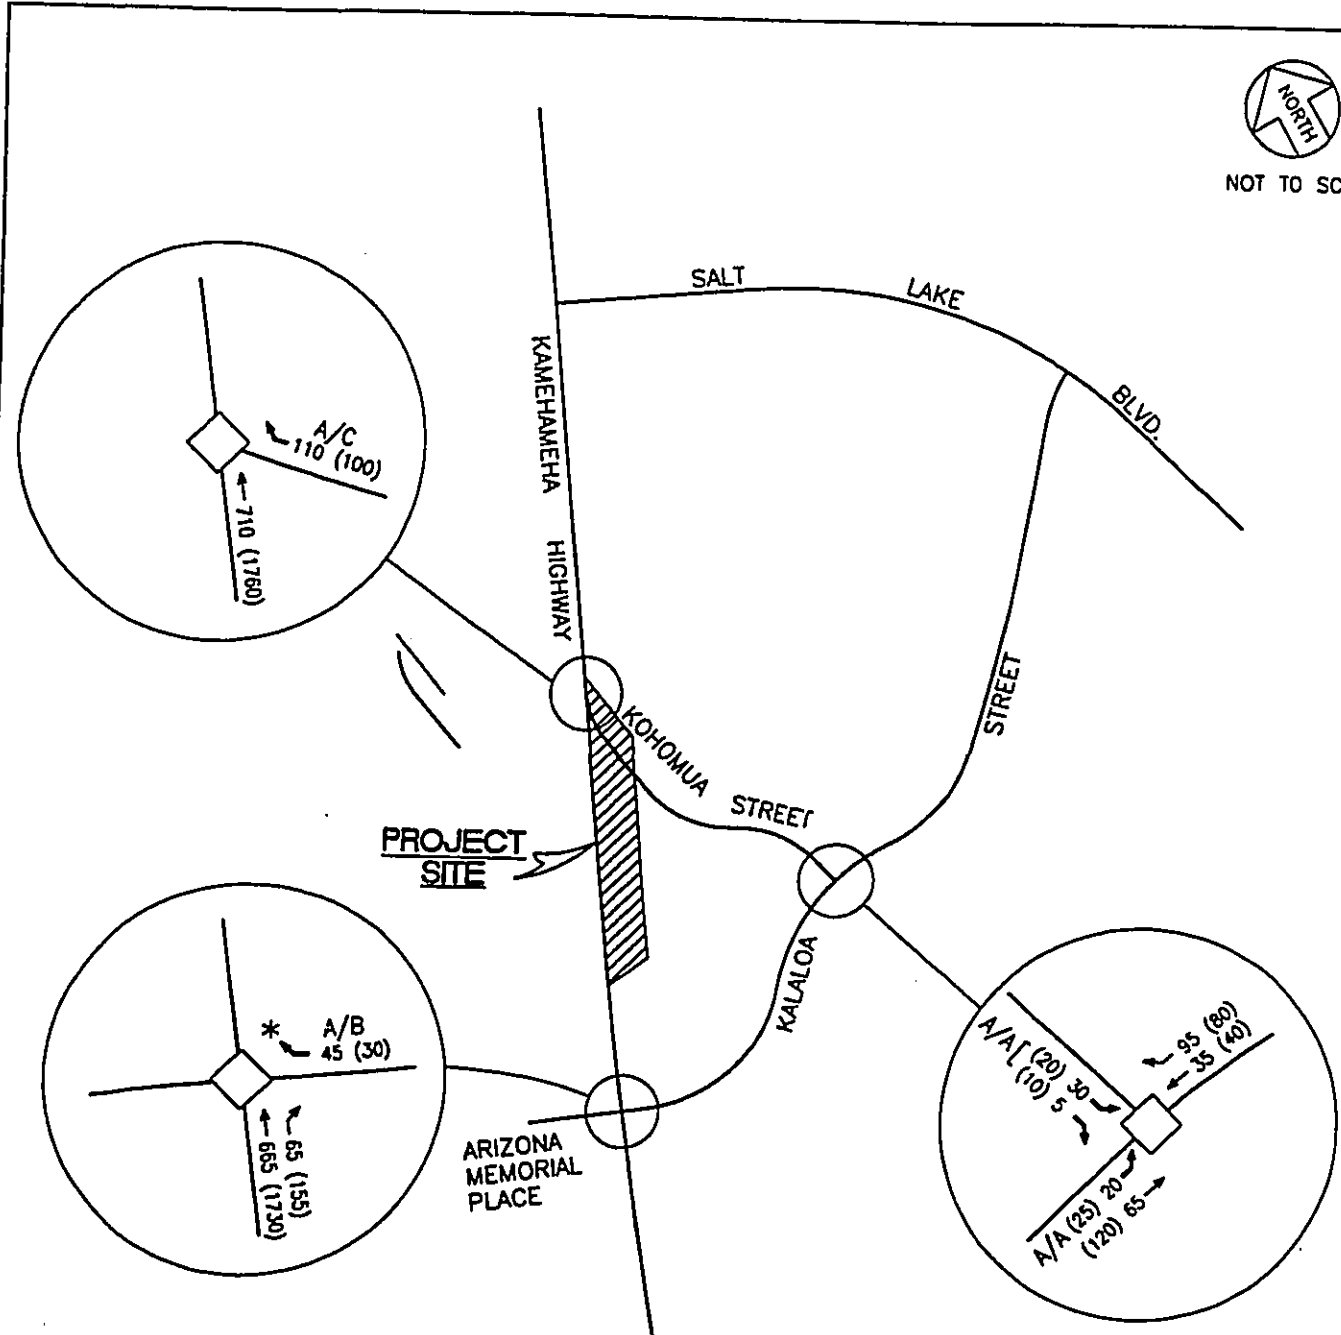 NORTH
NOT TO SC
SALT LAKE BLVD.
KAMEHAMEHA HIGHWAY
A/C
110 (100)
710 (1760)
KOHOMUA STREET
STREET
PROJECT
SITE
KALALOA
* A/B
45 (30)
65 (155)
665 (1730)
ARIZONA
MEMORIAL
PLACE
95 (80)
35 (40)
A/A [ (20) 30
(10) 5
A/A (25) 20
(120) 65